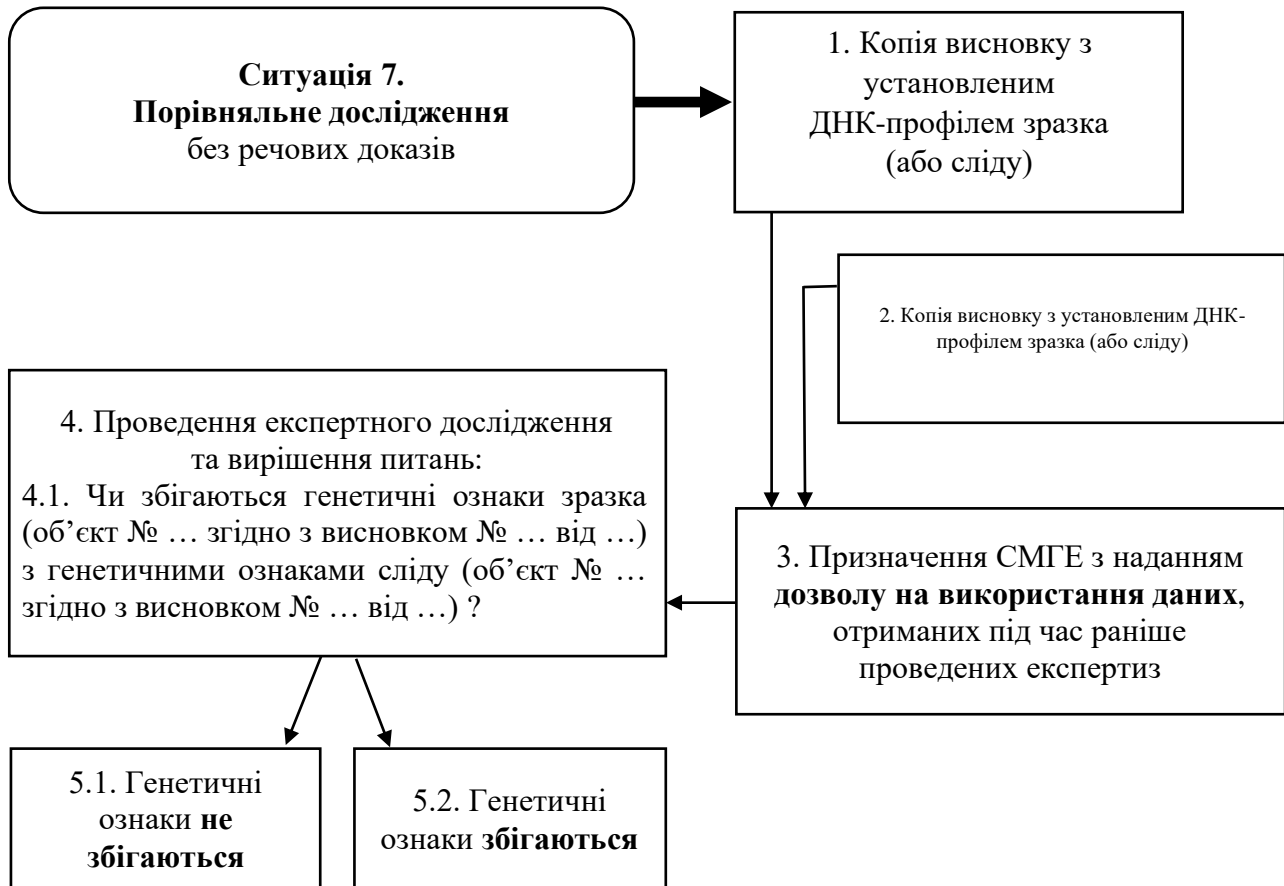 Ситуація 7.
Порівняльне дослідження
без речових доказів
1. Копія висновку з
установленим
ДНК-профілем зразка
(або сліду)
2. Копія висновку з установленим ДНК-
профілем зразка (або сліду)
3. Призначення СМГЕ з наданням
дозволу на використання даних,
отриманих під час раніше
проведених експертиз
4. Проведення експертного дослідження
та вирішення питань:
4.1. Чи збігаються генетичні ознаки зразка
(об’єкт № … згідно з висновком № … від …)
з генетичними ознаками сліду (об’єкт № …
згідно з висновком № … від …) ?
5.1. Генетичні
ознаки не
збігаються
5.2. Генетичні
ознаки збігаються